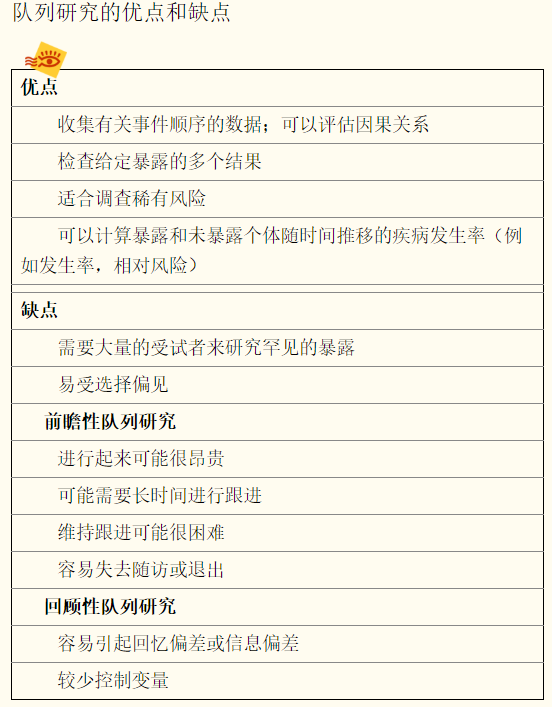 队列研究的优点和缺点
优点
收集有关事件顺序的数据；可以评估因果关系
检查给定暴露的多个结果
适合调查稀有风险
可以计算暴露和未暴露个体随时间推移的疾病发生率（例
如发生率，相对风险）
缺点
需要大量的受试者来研究罕见的暴露
易受选择偏见
前瞻性队列研究
进行起来可能很昂贵
可能需要长时间进行跟进
维持跟进可能很困难
容易失去随访或退出
回顾性队列研究
容易引起回忆偏差或信息偏差
较少控制变量